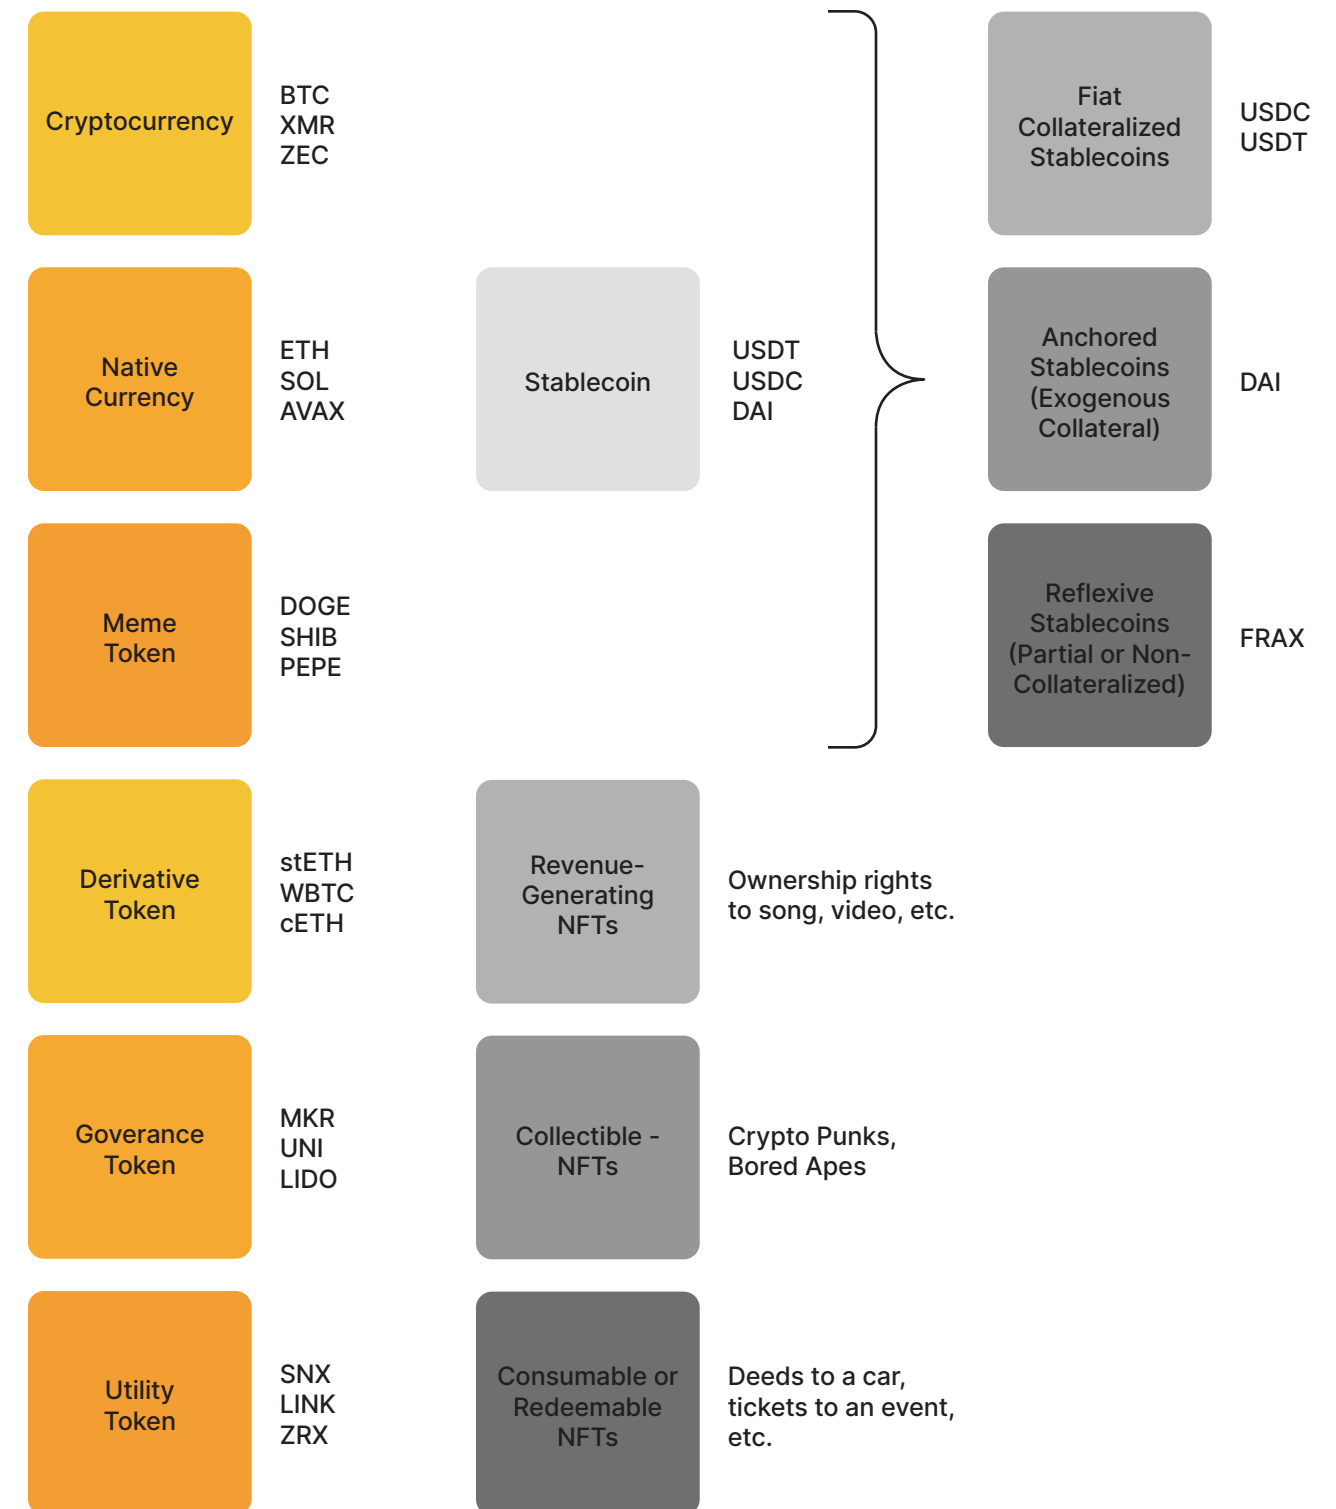 Cryptocurrency
BTC
XMR
ZEC
Native
Currency
ETH
SOL
AVAX
Meme
Token
DOGE
SHIB
PEPE
Stablecoin
USDT
USDC
DAI
Fiat
Collateralized
Stablecoins
USDC
USDT
Anchored
Stablecoins
(Exogenous
Collateral)
DAI
Reflexive
Stablecoins
(Partial or Non-
Collateralized)
FRAX
Derivative
Token
stETH
WBTC
cETH
Revenue-
Generating
NFTs
Ownership rights
to song, video, etc.
Goverance
Token
MKR
UNI
LIDO
Collectible -
NFTs
Crypto Punks,
Bored Apes
Utility
Token
SNX
LINK
ZRX
Consumable or
Redeemable
NFTs
Deeds to a car,
tickets to an event,
etc.